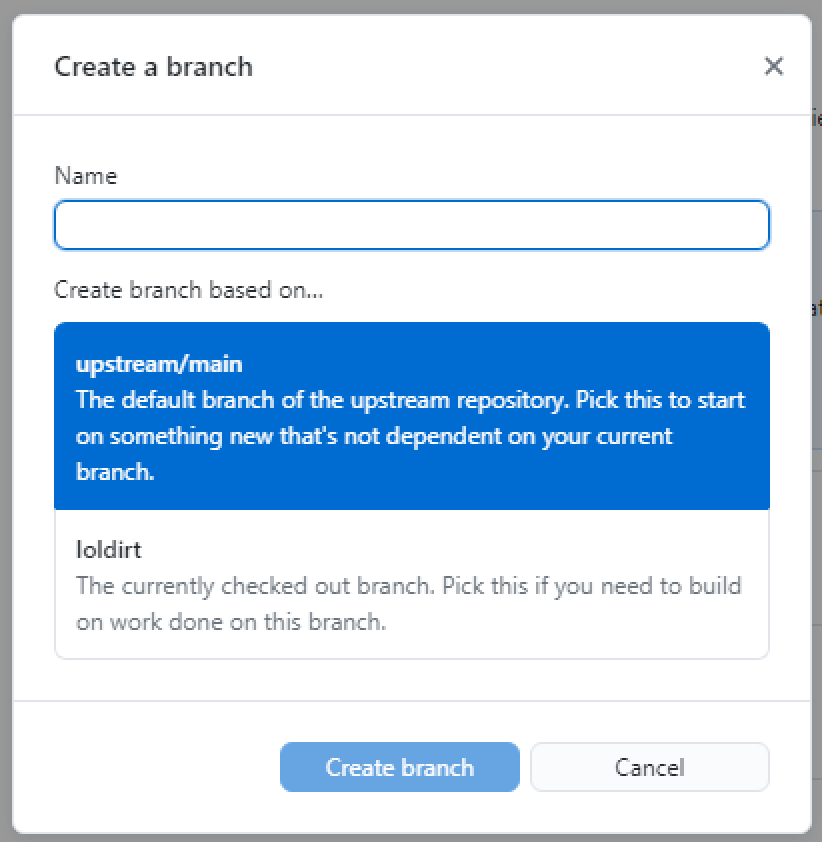 Create a branch
Name
Create branch based on...
upstream/main
The default branch of the upstream repository. Pick this to start
on something new that's not dependent on your current
branch.
loldirt
The currently checked out branch. Pick this if you need to build
on work done on this branch.
Create branch
Cancel